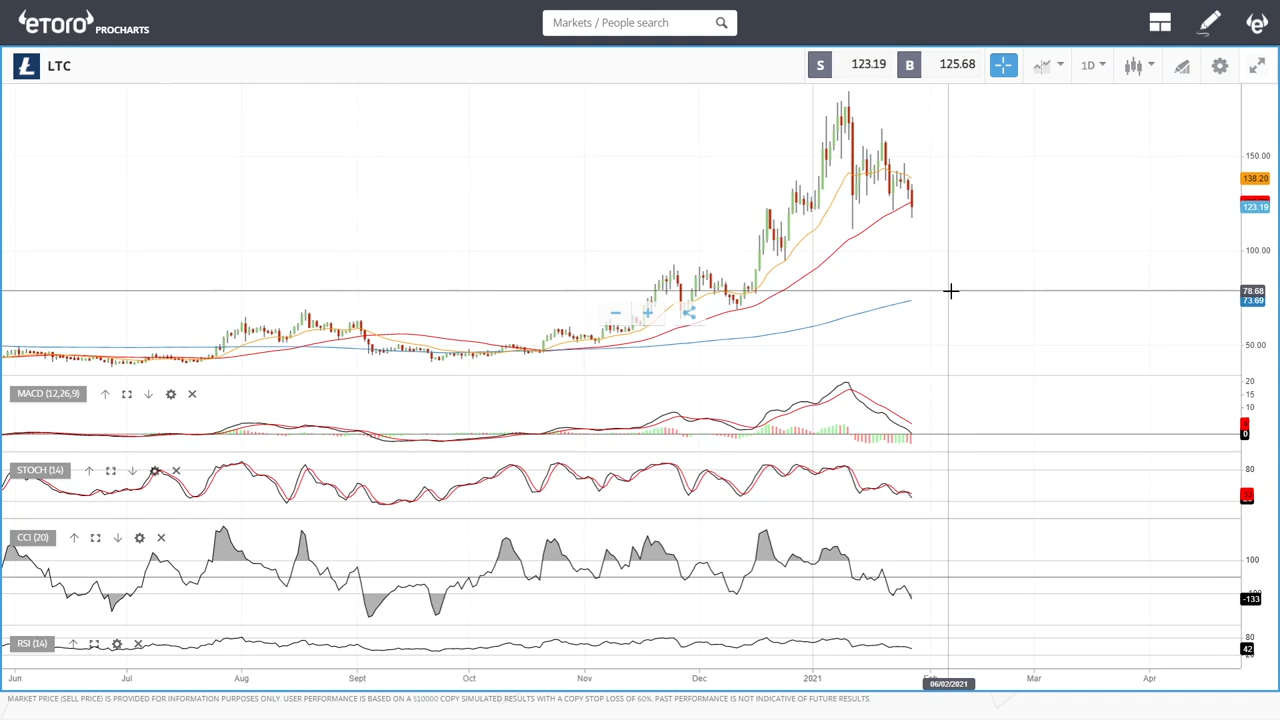 eToro PROCHARTS
Markets / People search
LTC
S 123.19 B 125.68
1D
150.00
138.20
123.19
100.00
78.68
73.69
50.00
MACD (12,26,9)
20
15
10
0
STOCH (14)
80
CCI (20)
100
-133
RSI (14)
80
42
Jun Jul Aug Sept Oct Nov Dec 2021 Mar Apr
06/02/2021
MARKET PRICE (SELL PRICE) IS PROVIDED FOR INFORMATION PURPOSES ONLY. USER PERFORMANCE IS BASED ON A $10000 COPY SIMULATED RESULTS WITH A COPY STOP LOSS OF 60%. PAST PERFORMANCE IS NOT INDICATIVE OF FUTURE RESULTS.